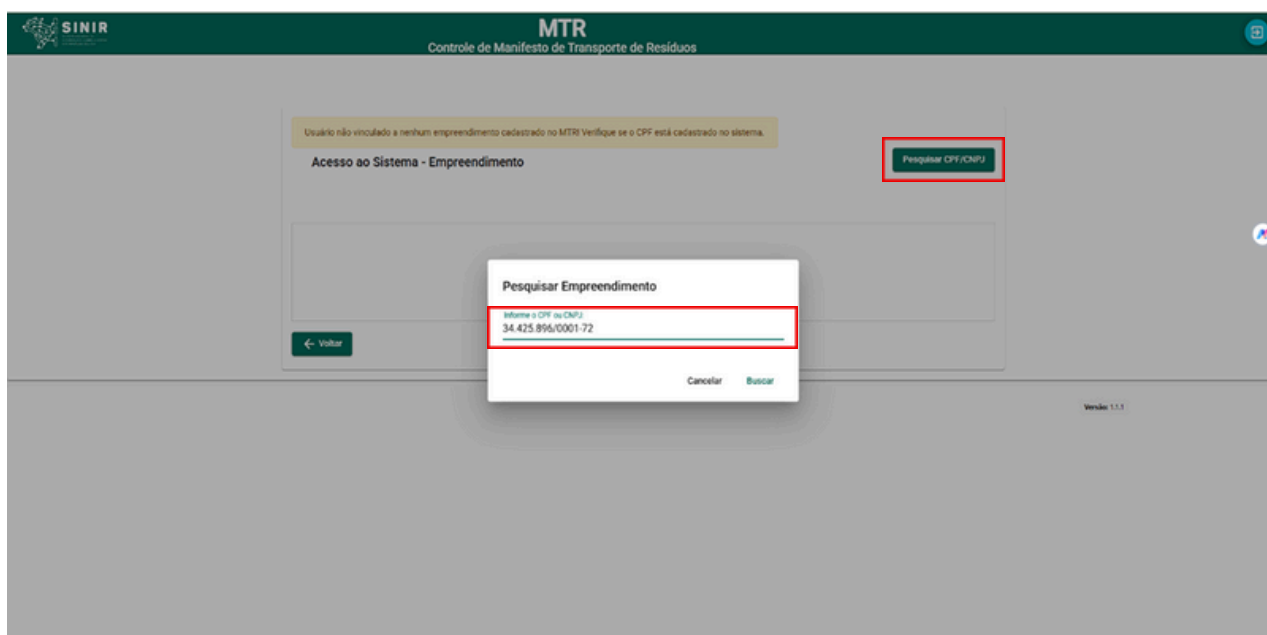 SINIR
MTR
Controle de Manifesto de Transporte de Resíduos
Usuário não vinculado a nenhum empreendimento cadastrado no MTR! Verifique se o CPF está cadastrado no sistema.
Acesso ao Sistema - Empreendimento
Pesquisar CPF/CNPJ
Pesquisar Empreendimento
Informe o CPF ou CNPJ
34.425.896/0001-72
← Voltar
Cancelar Buscar
Versão: 1.1.1